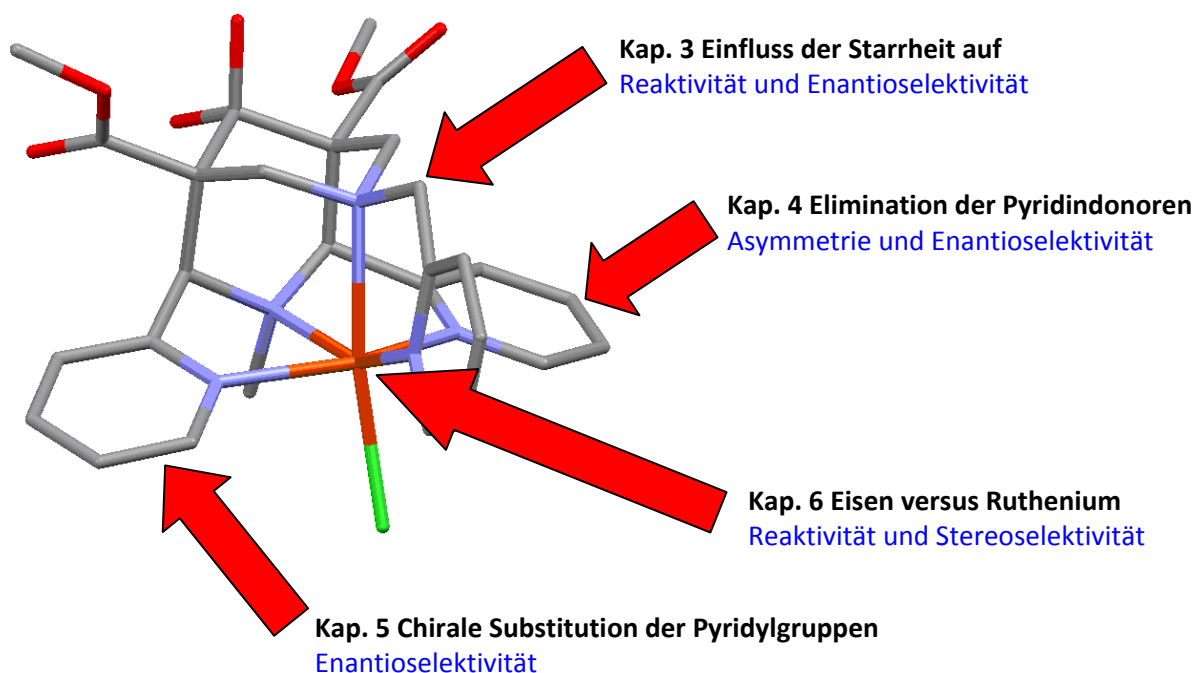 Kap. 3 Einfluss der Starrheit auf
Reaktivität und Enantioselektivität
Kap. 4 Elimination der Pyridindonoren
Asymmetrie und Enantioselektivität
Kap. 6 Eisen versus Ruthenium
Reaktivität und Stereoselektivität
Kap. 5 Chirale Substitution der Pyridylgruppen
Enantioselektivität